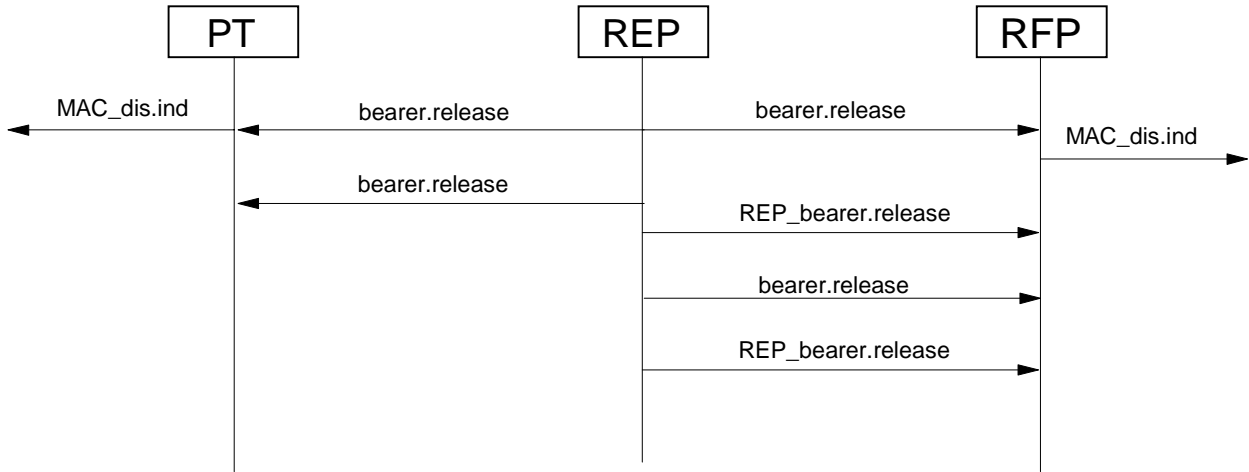 PT
REP
RFP
MAC_dis.ind
bearer.release
bearer.release
MAC_dis.ind
bearer.release
REP_bearer.release
bearer.release
REP_bearer.release